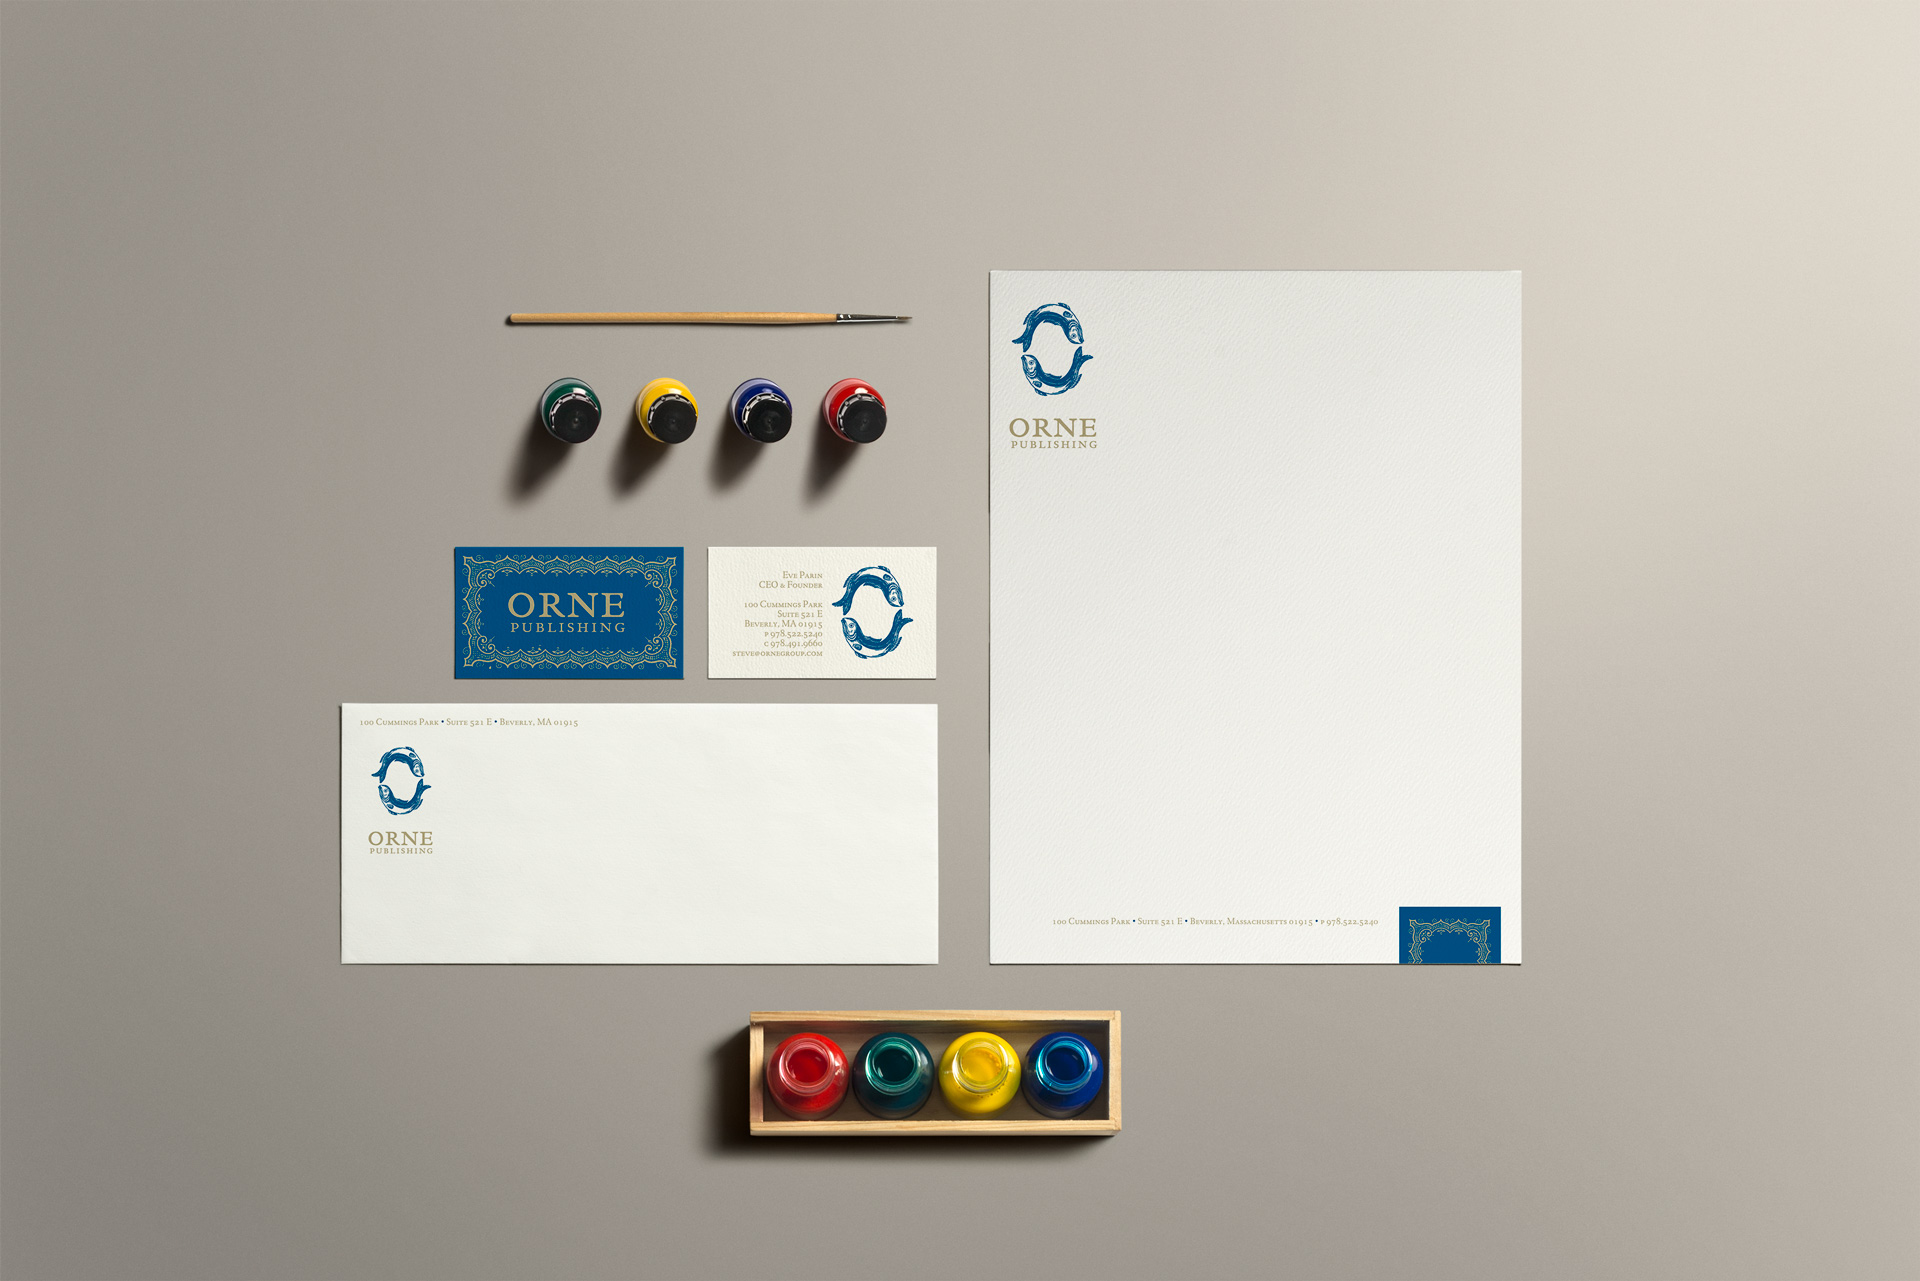 ORNE
PUBLISHING
ORNE
PUBLISHING
Eve Parin
CEO & Founder
100 Cummings Park
Suite 521 E
Beverly, MA 01915
p 978.522.5240
c 978.491.9660
steve@ornegroup.com
100 Cummings Park • Suite 521 E • Beverly, MA 01915
ORNE
PUBLISHING
100 Cummings Park • Suite 521 E • Beverly, Massachusetts 01915 • p 978.522.5240